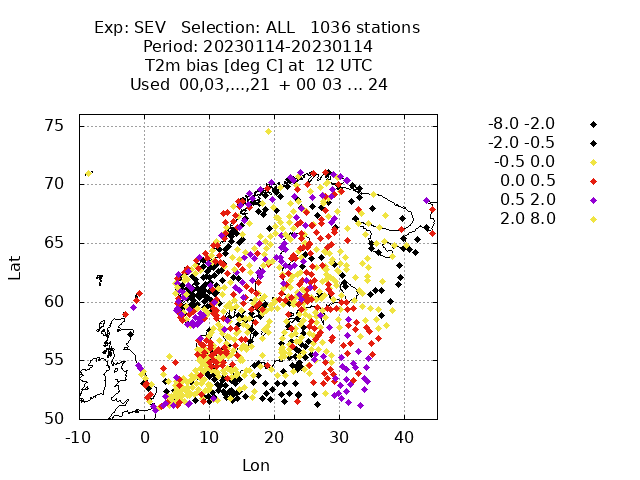 Exp: SEV   Selection: ALL   1036 stations
Period: 20230114-20230114
T2m bias [deg C] at  12 UTC
Used  00,03,...,21  + 00 03 ... 24
-8.0 -2.0
-2.0 -0.5
-0.5 0.0
0.0 0.5
0.5 2.0
2.0 8.0
75
70
65
60
55
50
Lat
-10 0 10 20 30 40
Lon